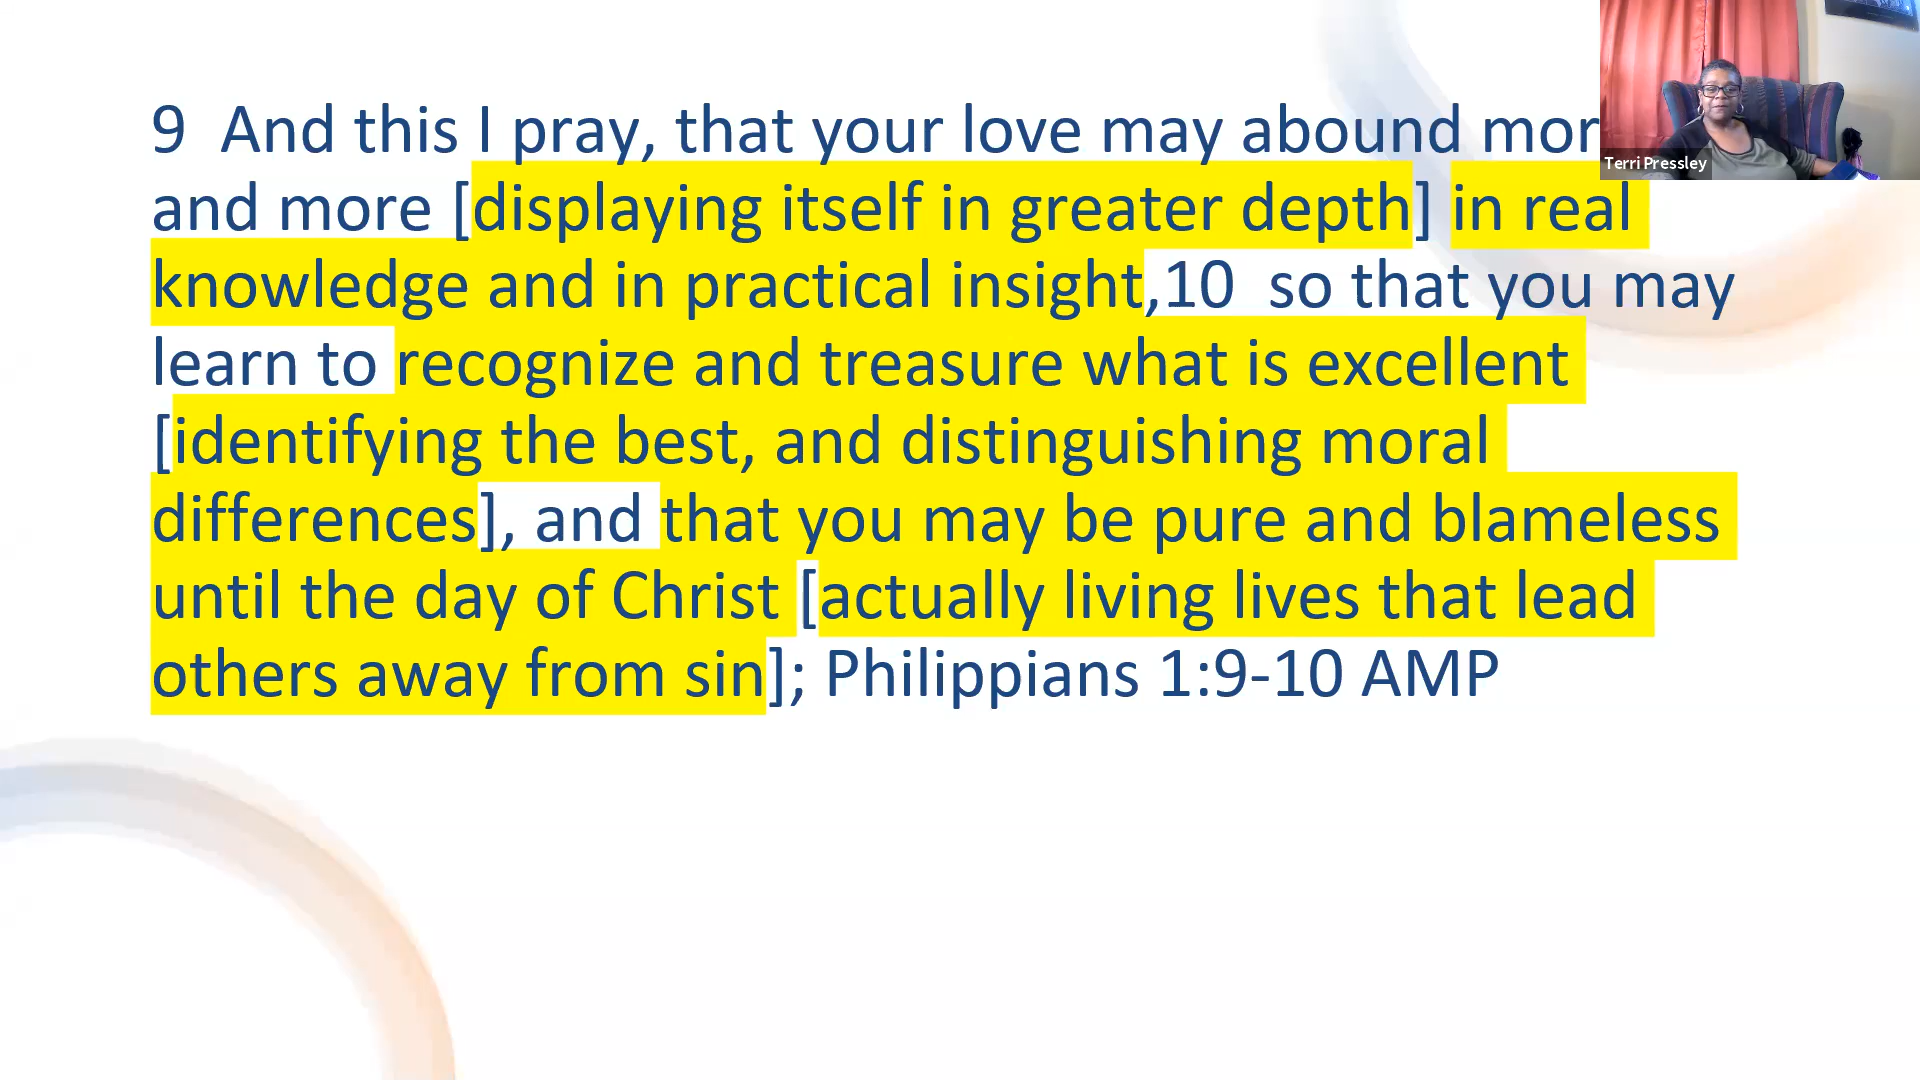 9  And this I pray, that your love may abound mor
and more [displaying itself in greater depth] in real
knowledge and in practical insight,10  so that you may
learn to recognize and treasure what is excellent
[identifying the best, and distinguishing moral
differences], and that you may be pure and blameless
until the day of Christ [actually living lives that lead
others away from sin]; Philippians 1:9-10 AMP
Terri Pressley